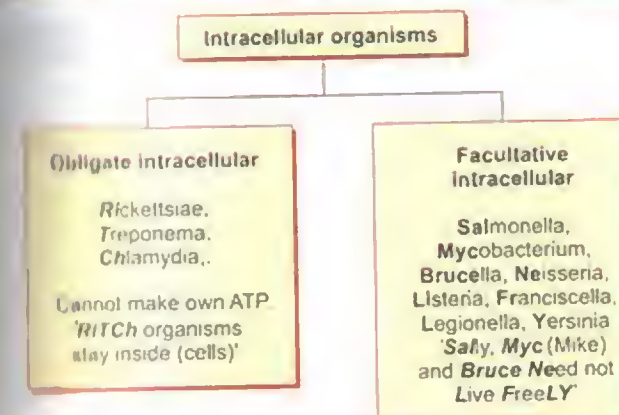 Intracellular organisms
Obligate intracellular
Rickettsiae,
Treponema,
Chlamydia,.
Cannot make own ATP
'RITCh organisms
stay inside (cells)'
Facultative
intracellular
Salmonella,
Mycobacterium,
Brucella, Neisseria,
Listeria, Franciscella,
Legionella, Yersinia
'Sally, Myc (Mike)
and Bruce Need not
Live FreeLY'